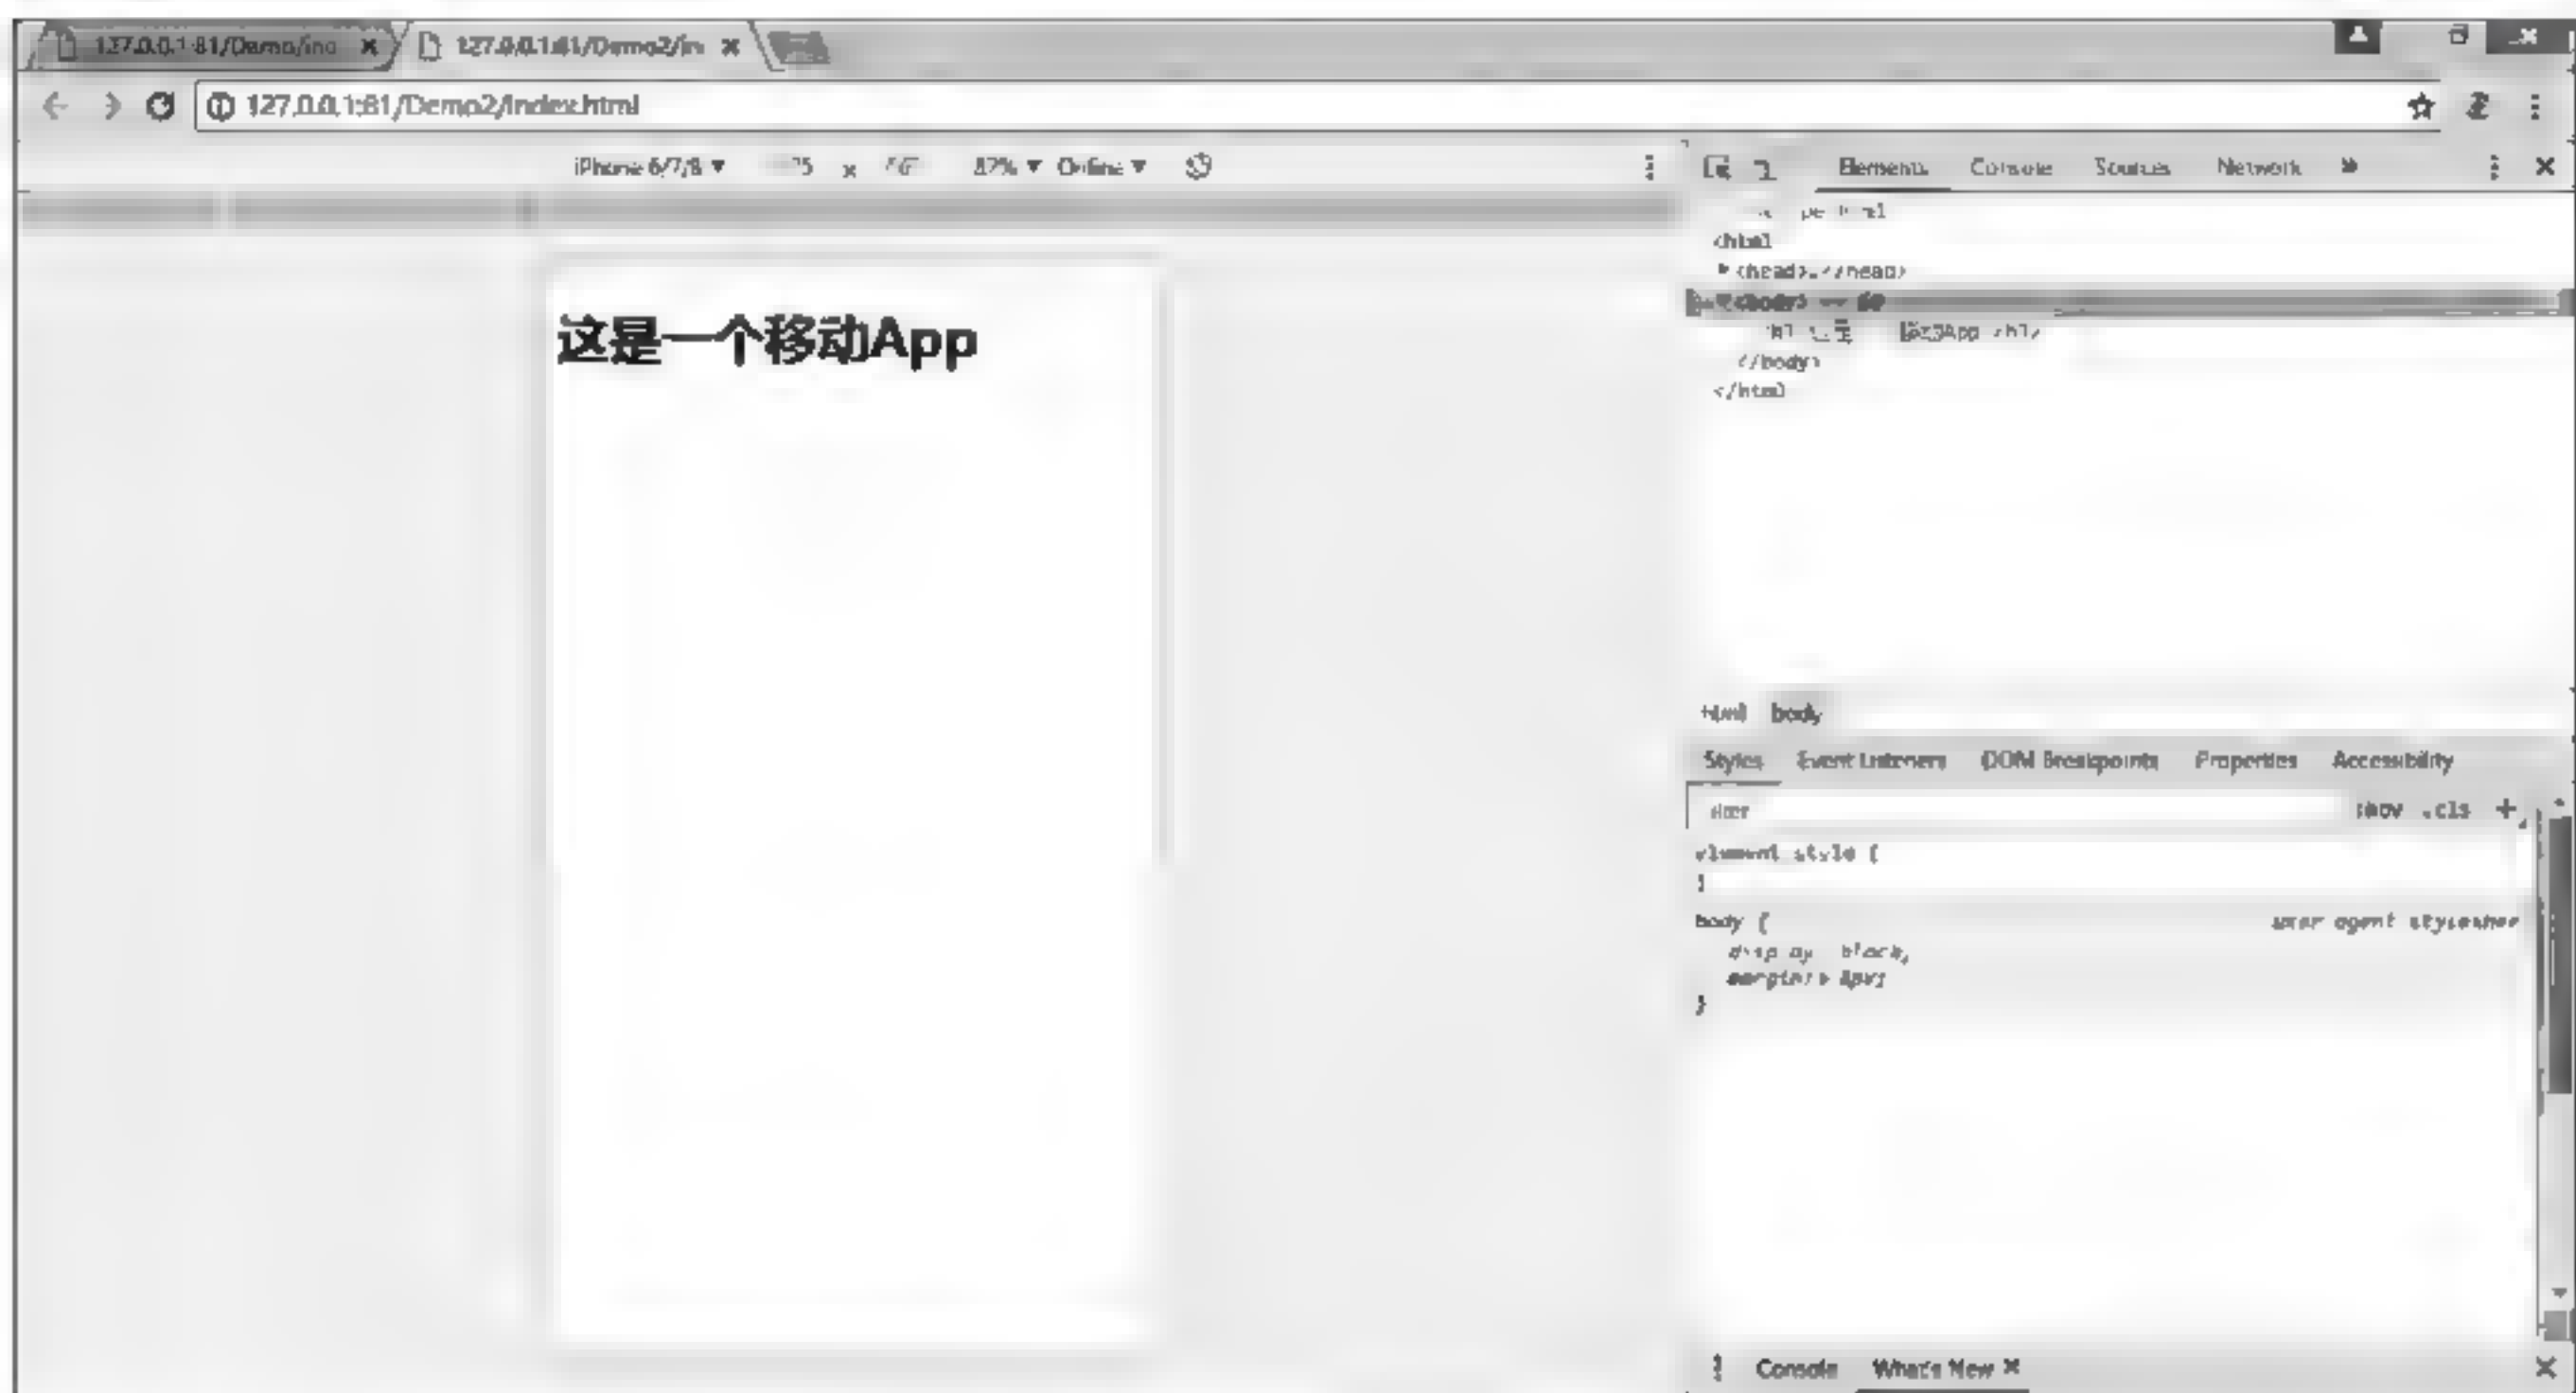 127.0.0.1:81/Demo/ind
127.0.0.1:81/Demo2/in
127.0.0.1:81/Demo2/index.html
iPhone 6/7/8 ▼ x Online ▼
Elements Console Sources Network »
<html
<head>…</head>
<body>
App
</body>
</html
这是一个移动App
html body
Styles Event Listeners DOM Breakpoints Properties Accessibility
.cls +
element style {
}
body { user agent stylesheet
block;
}
Console What's New ×